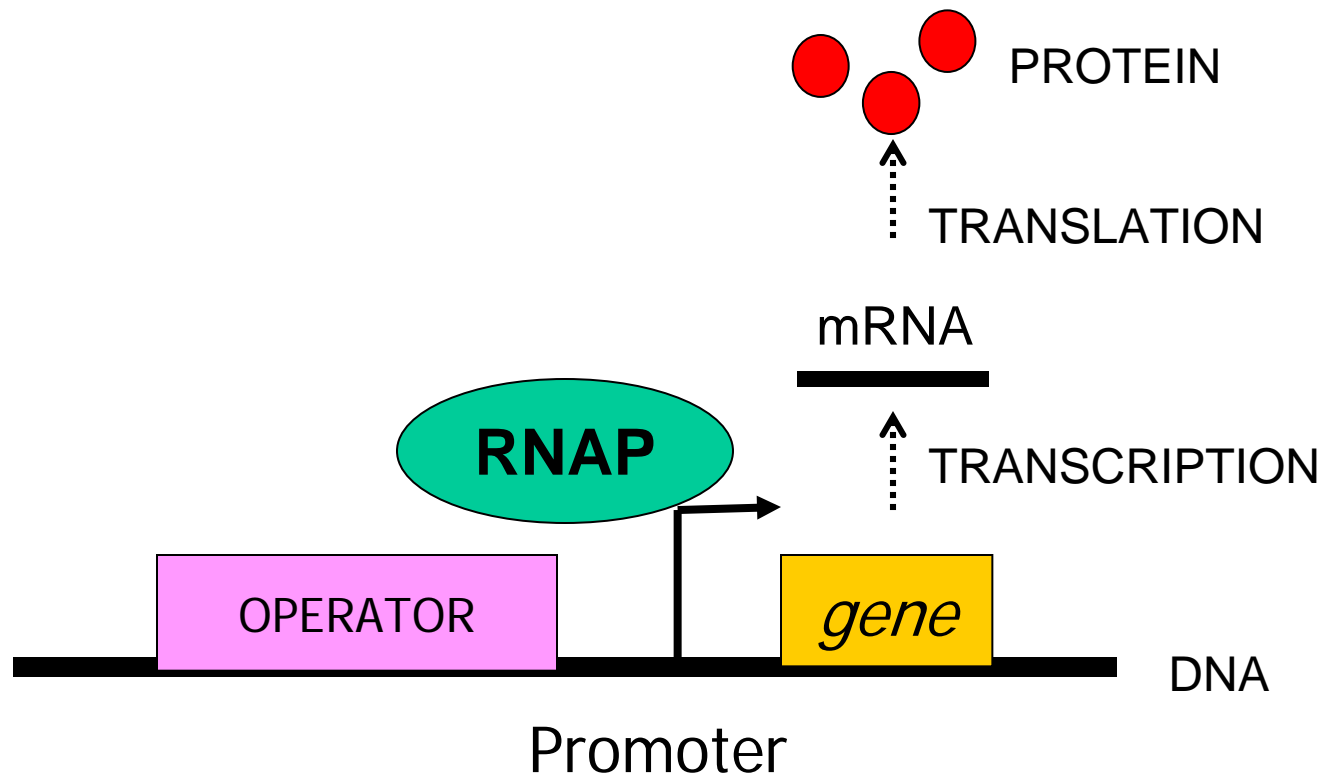 PROTEIN
TRANSLATION
mRNA
RNAP
TRANSCRIPTION
OPERATOR
gene
DNA
Promoter